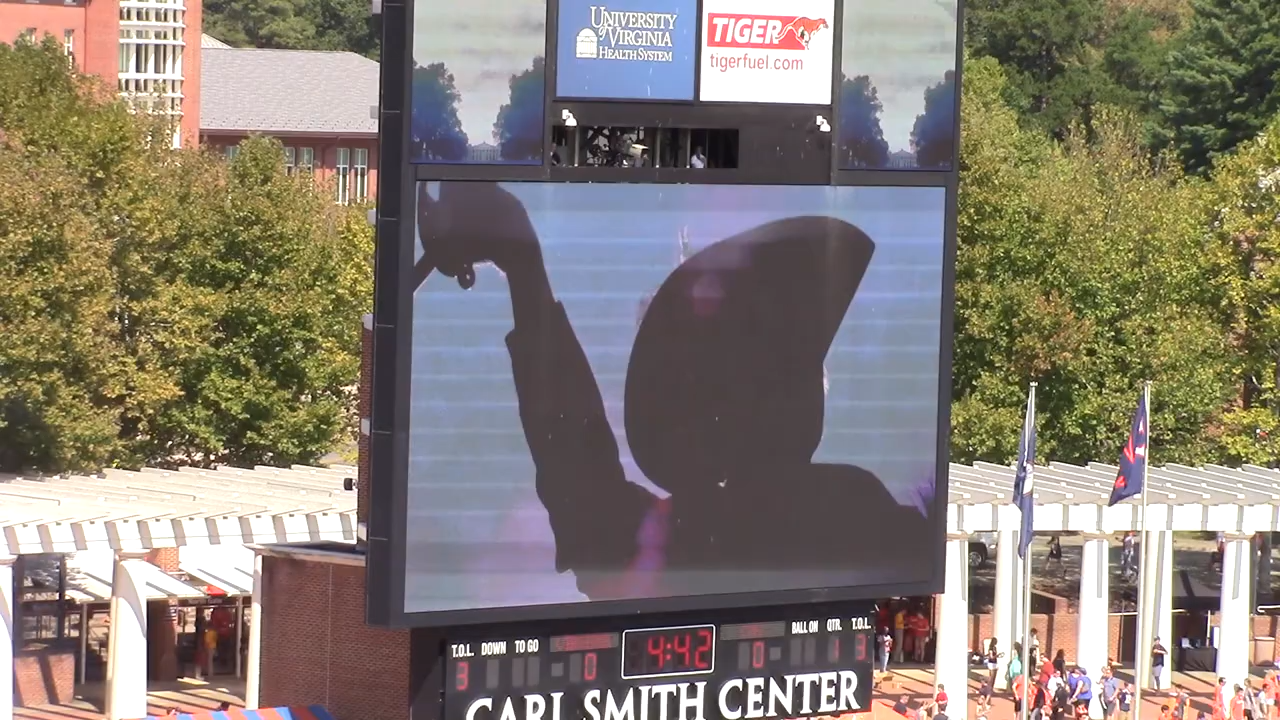 UNIVERSITY
of VIRGINIA
HEALTH SYSTEM
TIGER
tigerfuel.com
T.O.L. DOWN TO GO BALL ON QTR. T.O.L.
3 0 4:42 0 1 3
CARL SMITH CENTER